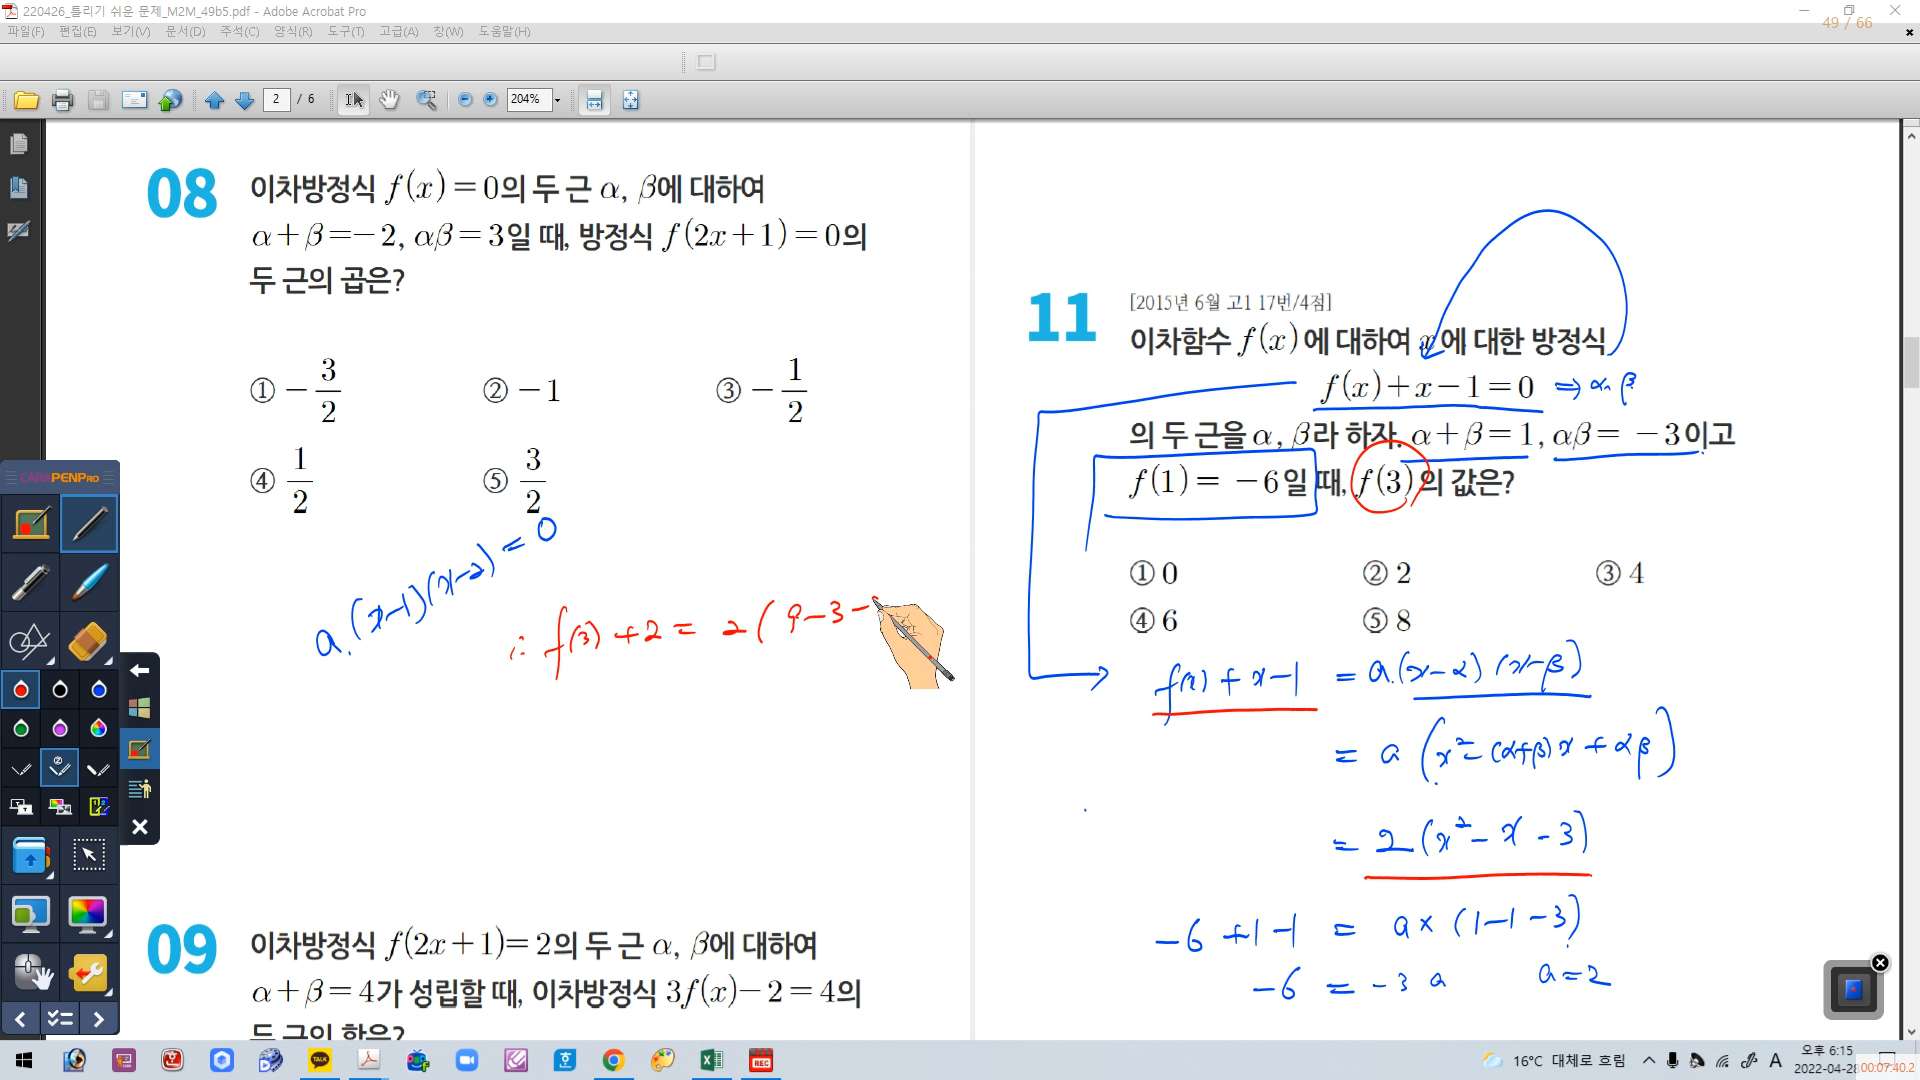 220426_틀리기 쉬운 문제_M2M_49b5.pdf - Adobe Acrobat Pro
49 / 66
파일(F) 편집(E) 보기(V) 문서(D) 주석(C) 양식(R) 도구(T) 고급(A) 창(W) 도움말(H)
2 / 6
204%
08
이차방정식 f(x)=0의 두 근 α, β에 대하여
α+β=−2, αβ=3일 때, 방정식 f(2x+1)=0의
두 근의 곱은?
① −3/2 ② −1 ③ −1/2
④ 1/2 ⑤ 3/2
a.(x−1)(x−2) = 0
∴ f(3) +2 = 2(9−3−
09
이차방정식 f(2x+1)=2의 두 근 α, β에 대하여
α+β=4가 성립할 때, 이차방정식 3f(x)−2=4의
두 근의 합은?
11
[2015년 6월 고1 17번/4점]
이차함수 f(x)에 대하여 x에 대한 방정식
f(x)+x−1=0 ⇒ α, β
의 두 근을 α, β라 하자. α+β=1, αβ=−3이고
f(1)=−6일 때, f(3)의 값은?
① 0 ② 2 ③ 4
④ 6 ⑤ 8
f(x) + x−1 = a.(x−α)(x−β)
= a(x²−(α+β)x+αβ)
= 2(x²−x−3)
−6 +1−1 = a×(1−1−3)
−6 = −3a a=2
CARAPENPRO
TALK
REC
16°C 대체로 흐림
A
오후 6:15
2022-04-28
00:07:40.2